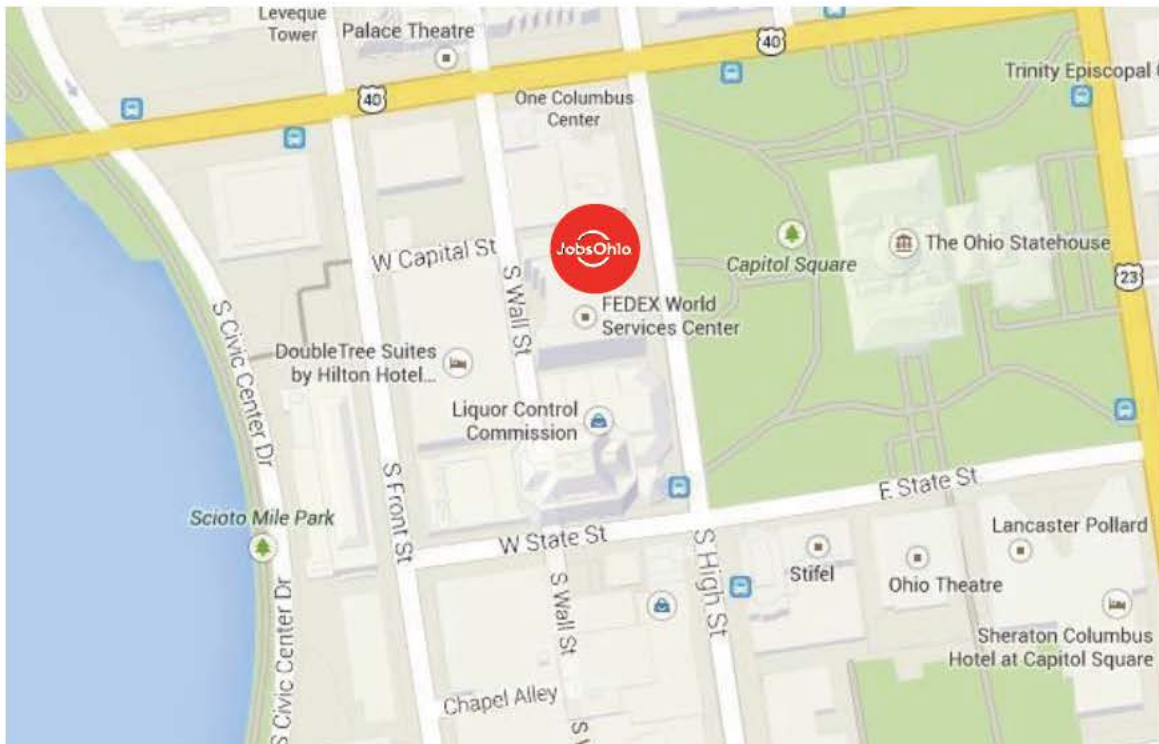 Leveque
Tower
Palace Theatre
40
40
Trinity Episcopal
One Columbus
Center
JobsOhio
W Capital St
S Wall St
Capitol Square
The Ohio Statehouse
23
FEDEX World
Services Center
S Civic Center Dr
DoubleTree Suites
by Hilton Hotel...
Liquor Control
Commission
S Front St
E State St
Scioto Mile Park
W State St
S High St
Lancaster Pollard
Stifel
Ohio Theatre
S Wall St
S Civic Center Dr
Sheraton Columbus
Hotel at Capitol Square
Chapel Alley